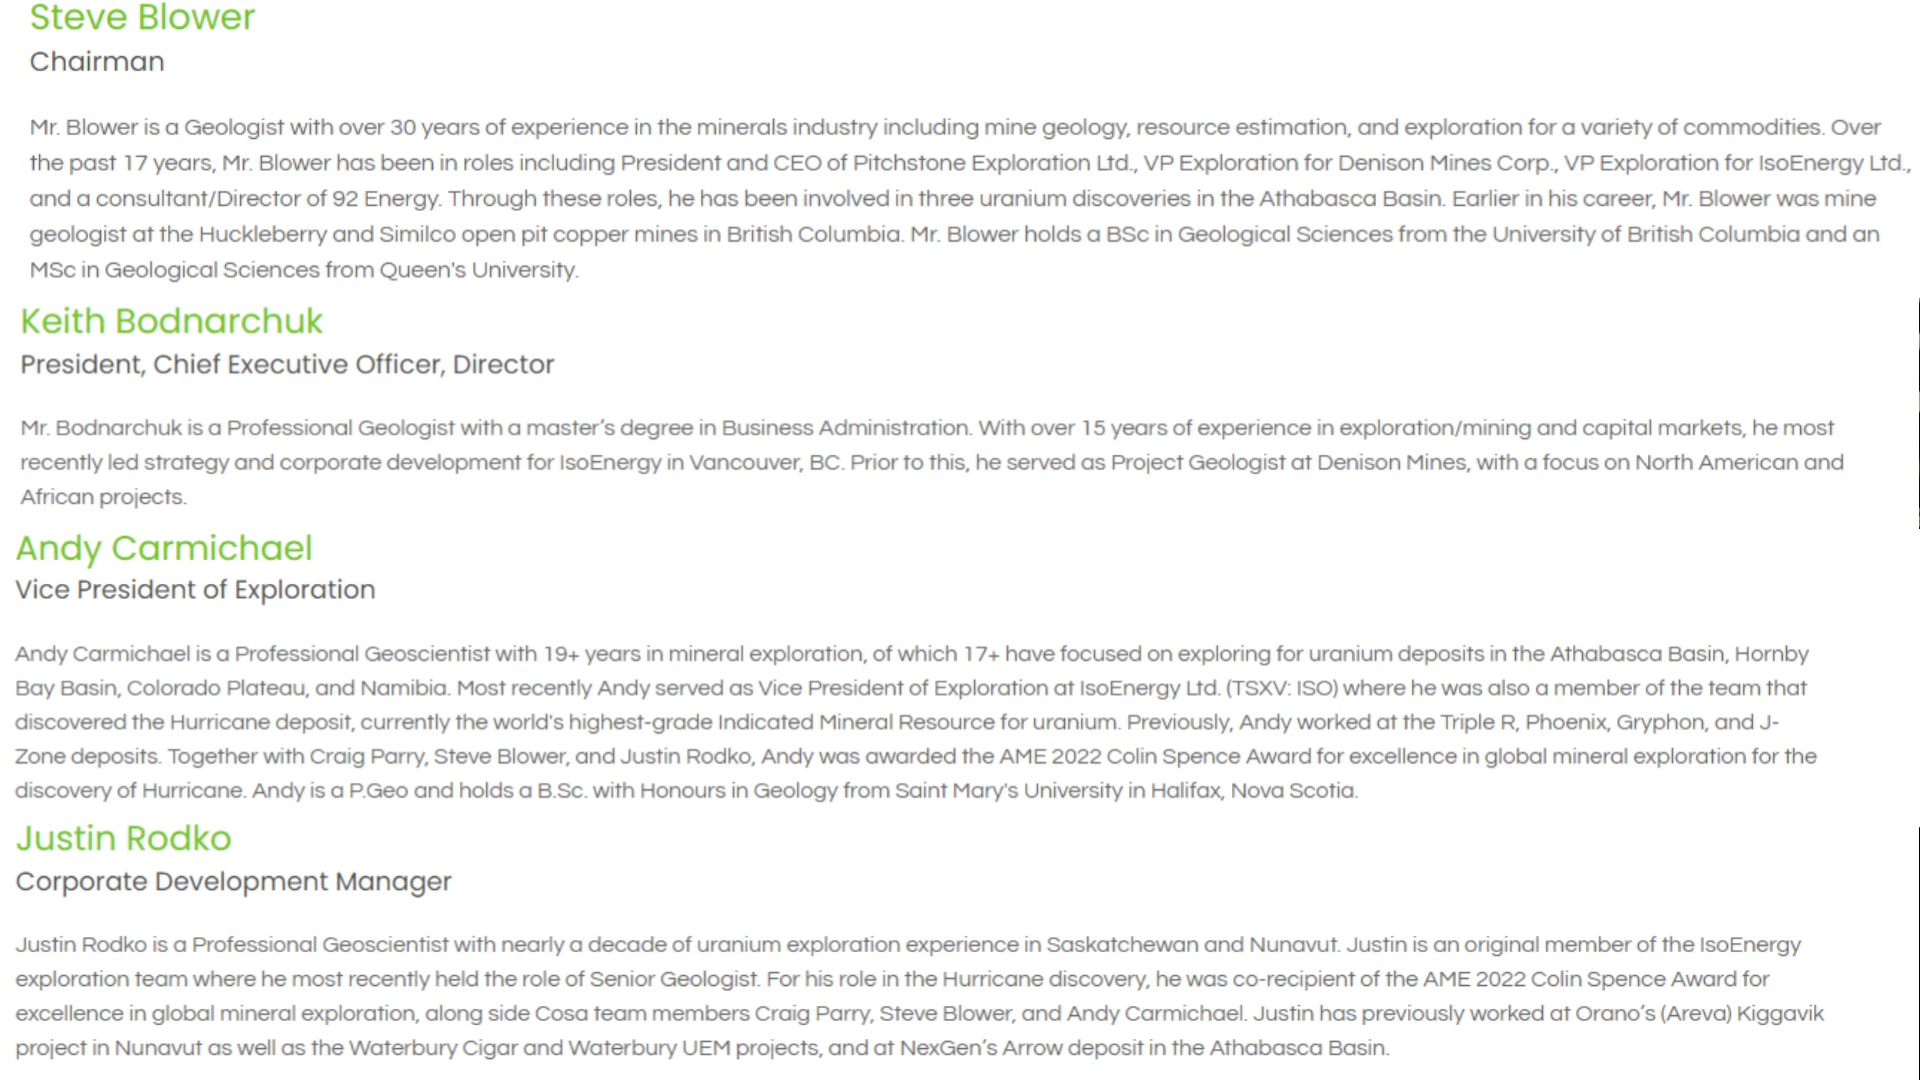 Steve Blower
Chairman
Mr. Blower is a Geologist with over 30 years of experience in the minerals industry including mine geology, resource estimation, and exploration for a variety of commodities. Over
the past 17 years, Mr. Blower has been in roles including President and CEO of Pitchstone Exploration Ltd., VP Exploration for Denison Mines Corp., VP Exploration for IsoEnergy Ltd.,
and a consultant/Director of 92 Energy. Through these roles, he has been involved in three uranium discoveries in the Athabasca Basin. Earlier in his career, Mr. Blower was mine
geologist at the Huckleberry and Similco open pit copper mines in British Columbia. Mr. Blower holds a BSc in Geological Sciences from the University of British Columbia and an
MSc in Geological Sciences from Queen's University.
Keith Bodnarchuk
President, Chief Executive Officer, Director
Mr. Bodnarchuk is a Professional Geologist with a master’s degree in Business Administration. With over 15 years of experience in exploration/mining and capital markets, he most
recently led strategy and corporate development for IsoEnergy in Vancouver, BC. Prior to this, he served as Project Geologist at Denison Mines, with a focus on North American and
African projects.
Andy Carmichael
Vice President of Exploration
Andy Carmichael is a Professional Geoscientist with 19+ years in mineral exploration, of which 17+ have focused on exploring for uranium deposits in the Athabasca Basin, Hornby
Bay Basin, Colorado Plateau, and Namibia. Most recently Andy served as Vice President of Exploration at IsoEnergy Ltd. (TSXV: ISO) where he was also a member of the team that
discovered the Hurricane deposit, currently the world's highest-grade Indicated Mineral Resource for uranium. Previously, Andy worked at the Triple R, Phoenix, Gryphon, and J-
Zone deposits. Together with Craig Parry, Steve Blower, and Justin Rodko, Andy was awarded the AME 2022 Colin Spence Award for excellence in global mineral exploration for the
discovery of Hurricane. Andy is a P.Geo and holds a B.Sc. with Honours in Geology from Saint Mary's University in Halifax, Nova Scotia.
Justin Rodko
Corporate Development Manager
Justin Rodko is a Professional Geoscientist with nearly a decade of uranium exploration experience in Saskatchewan and Nunavut. Justin is an original member of the IsoEnergy
exploration team where he most recently held the role of Senior Geologist. For his role in the Hurricane discovery, he was co-recipient of the AME 2022 Colin Spence Award for
excellence in global mineral exploration, along side Cosa team members Craig Parry, Steve Blower, and Andy Carmichael. Justin has previously worked at Orano’s (Areva) Kiggavik
project in Nunavut as well as the Waterbury Cigar and Waterbury UEM projects, and at NexGen’s Arrow deposit in the Athabasca Basin.